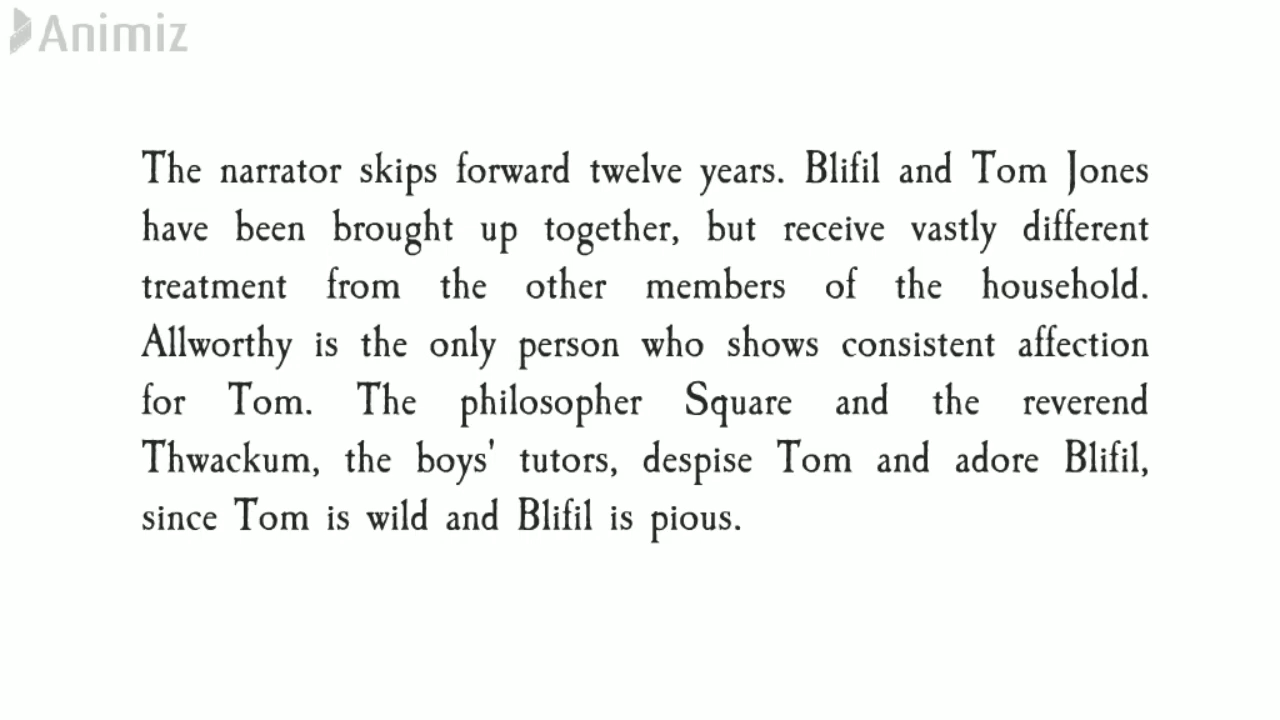 Animiz
The narrator skips forward twelve years. Blifil and Tom Jones
have been brought up together, but receive vastly different
treatment from the other members of the household.
Allworthy is the only person who shows consistent affection
for Tom. The philosopher Square and the reverend
Thwackum, the boys' tutors, despise Tom and adore Blifil,
since Tom is wild and Blifil is pious.